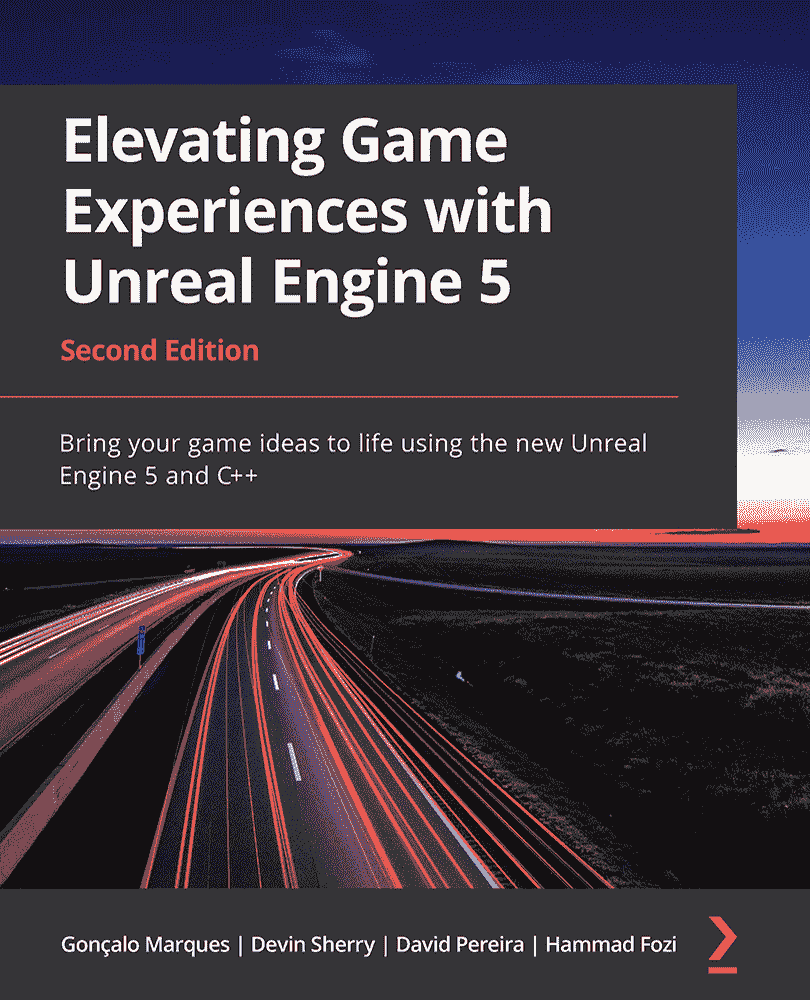 Elevating Game
Experiences with
Unreal Engine 5
Second Edition
Bring your game ideas to life using the new Unreal
Engine 5 and C++
Gonçalo Marques | Devin Sherry | David Pereira | Hammad Fozi